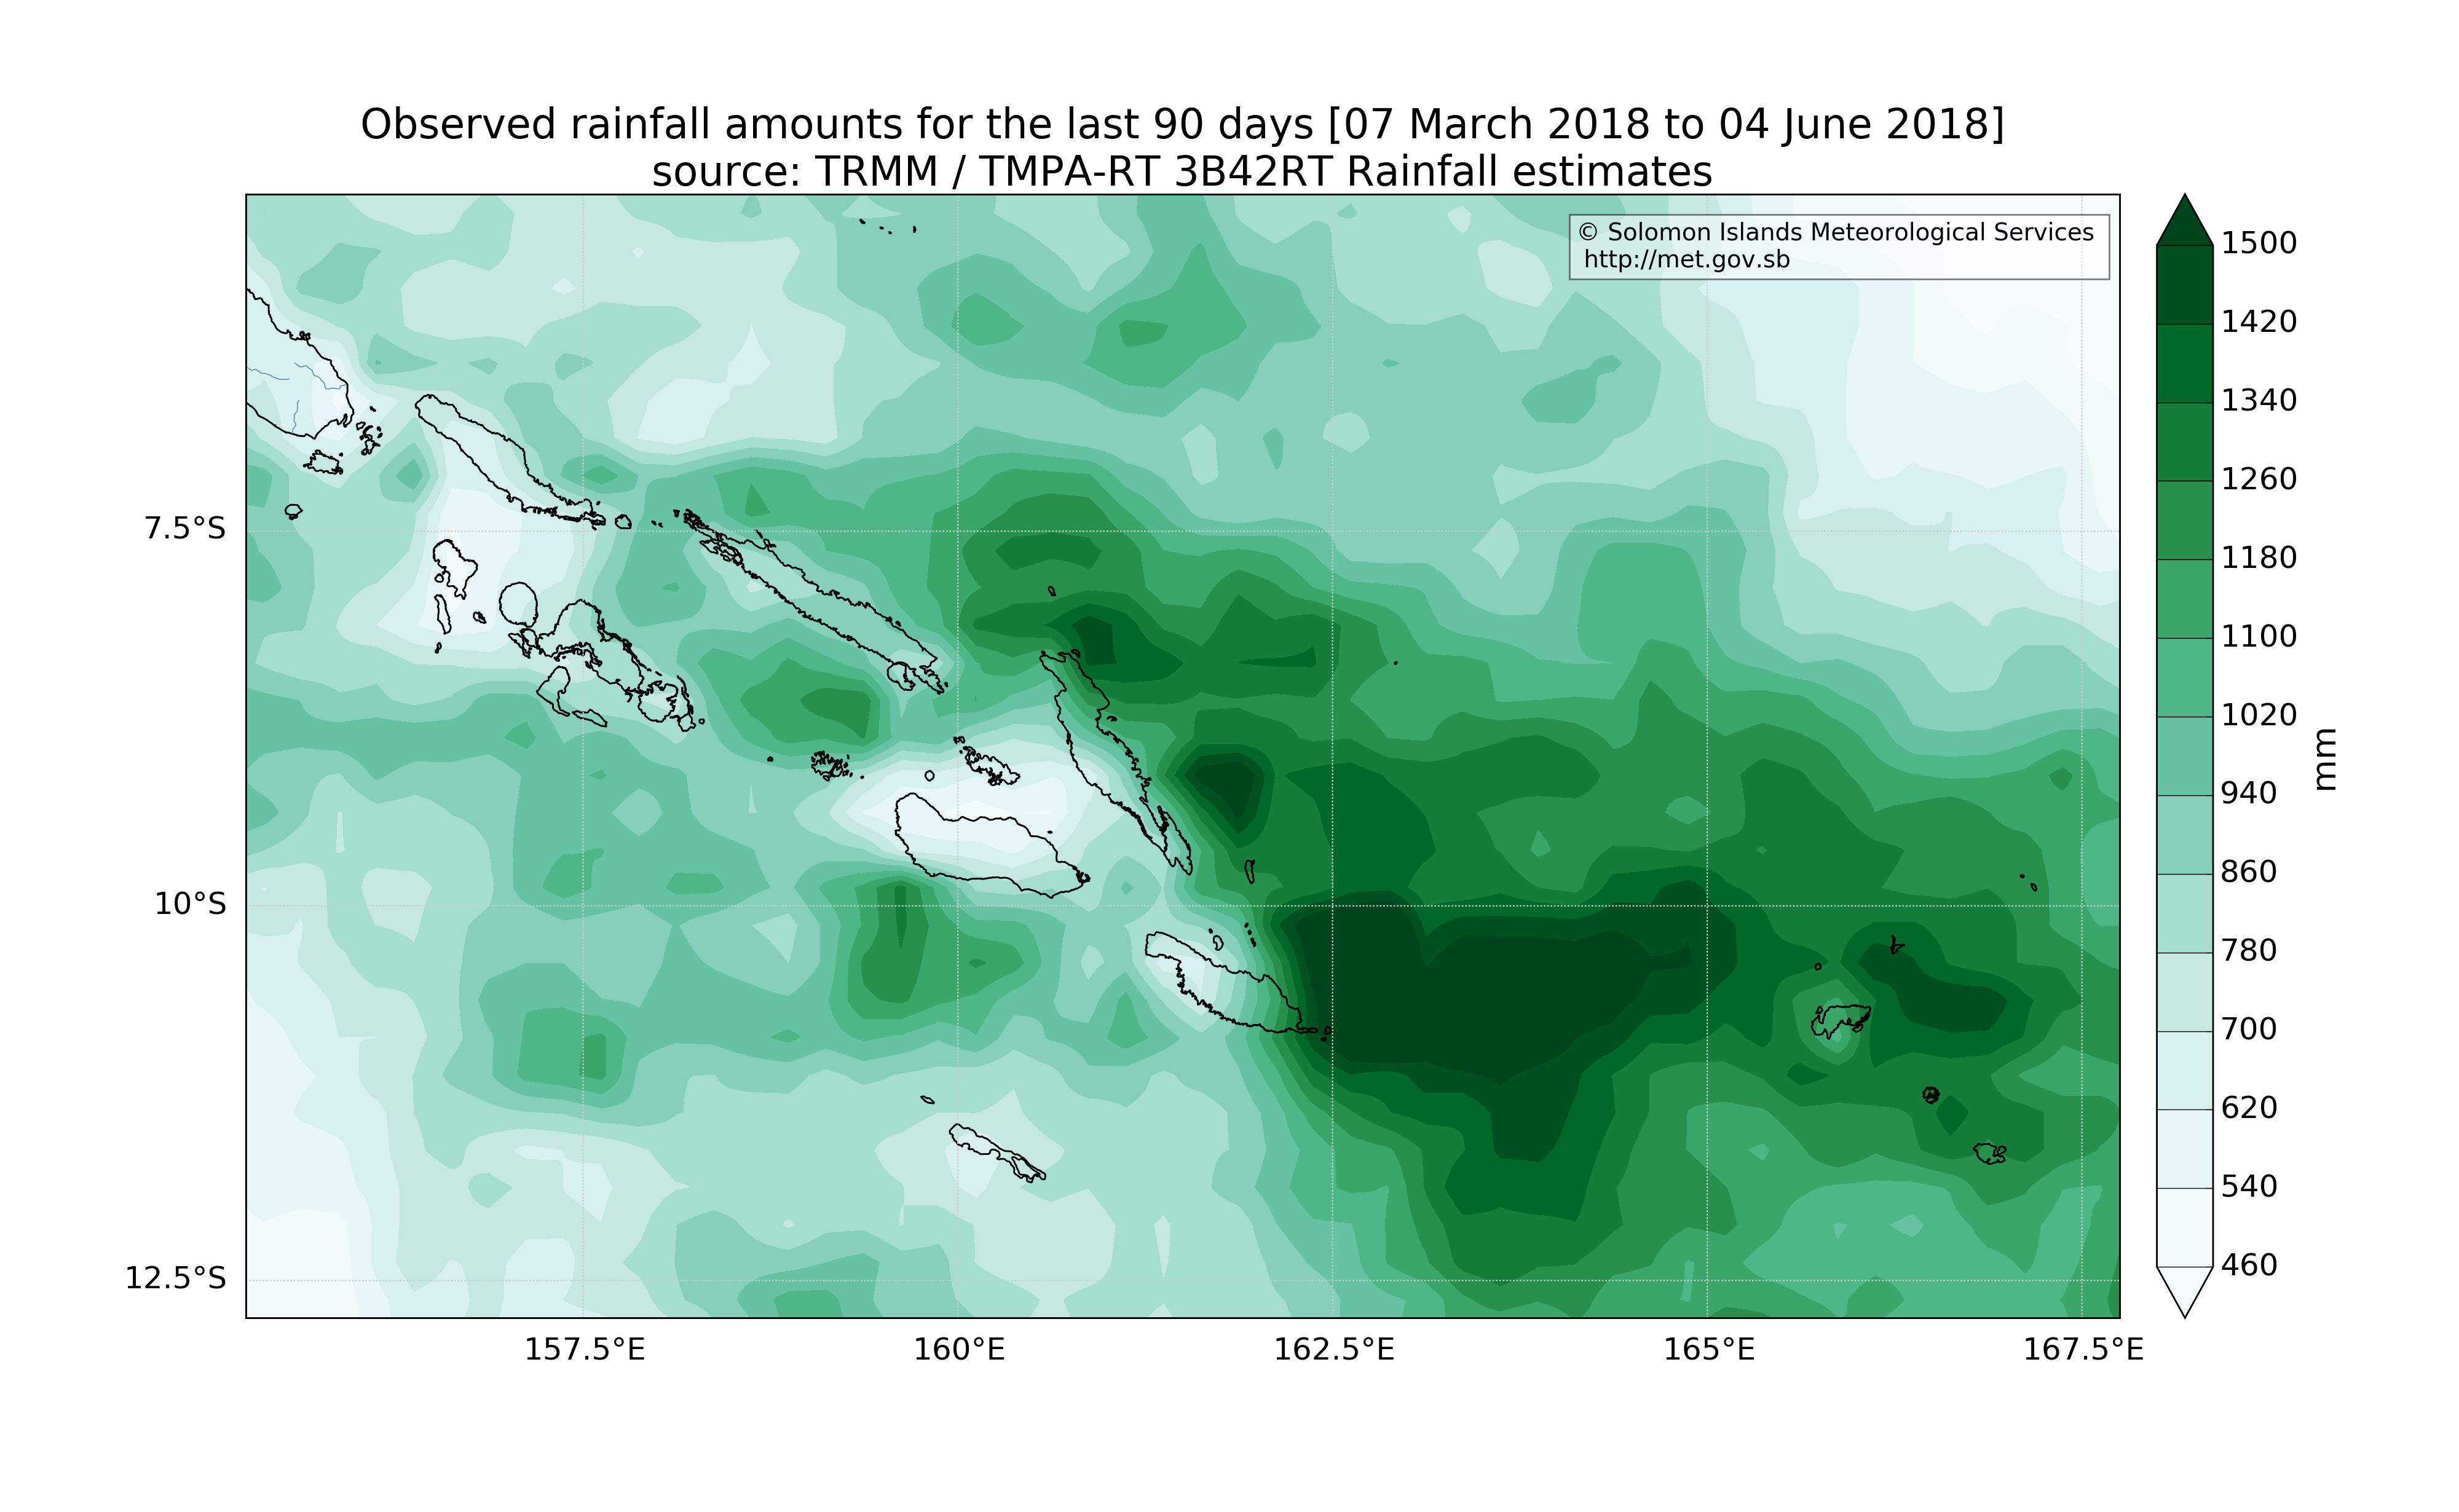 Observed rainfall amounts for the last 90 days [07 March 2018 to 04 June 2018]
source: TRMM / TMPA-RT 3B42RT Rainfall estimates
© Solomon Islands Meteorological Services
http://met.gov.sb
7.5°S
10°S
12.5°S
157.5°E
160°E
162.5°E
165°E
167.5°E
1500
1420
1340
1260
1180
1100
1020
940
860
780
700
620
540
460
mm